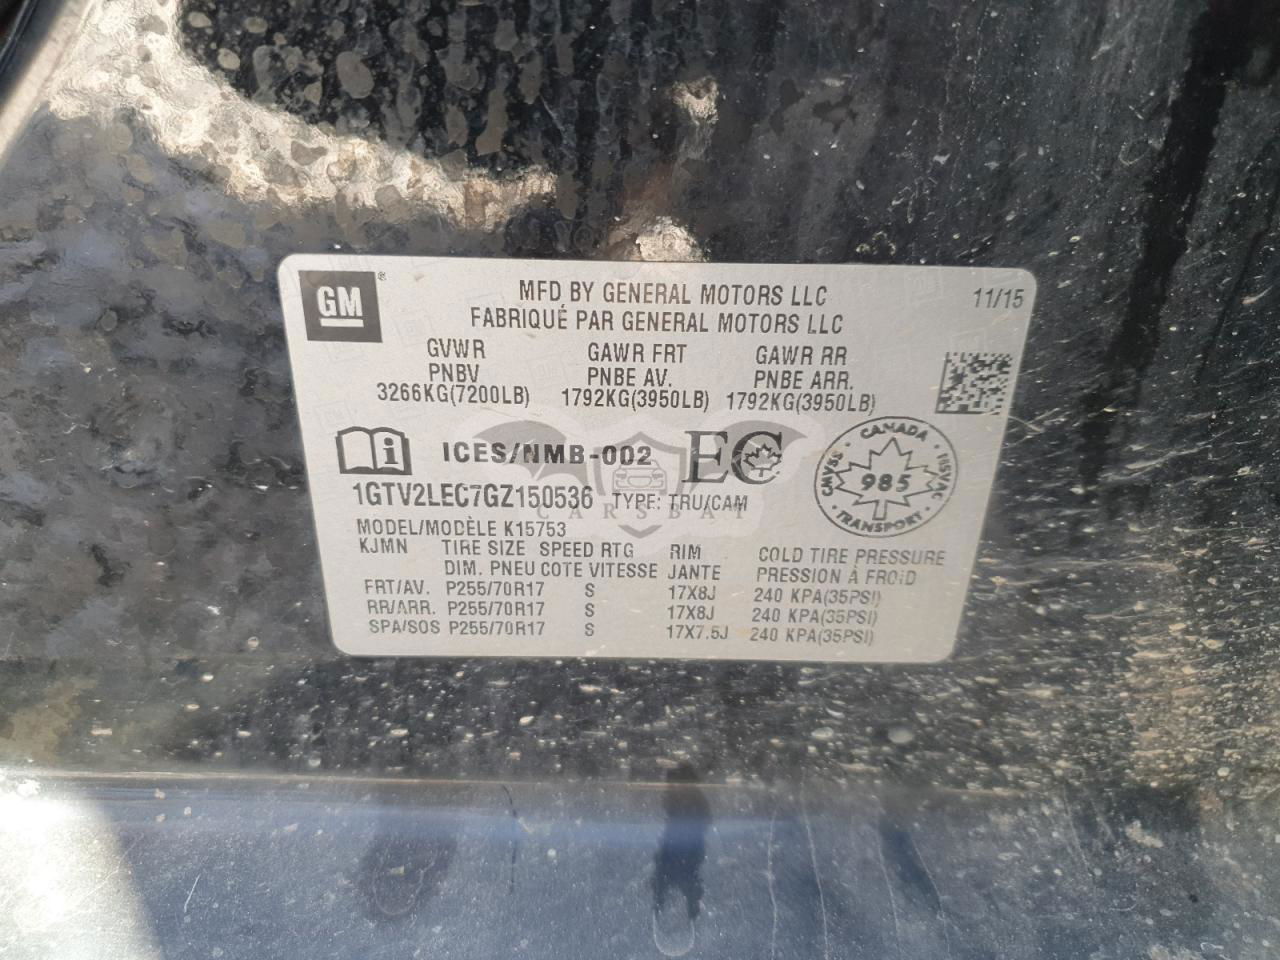 GM ®
MFD BY GENERAL MOTORS LLC 11/15
FABRIQUÉ PAR GENERAL MOTORS LLC
GVWR GAWR FRT GAWR RR
PNBV PNBE AV. PNBE ARR.
3266KG(7200LB) 1792KG(3950LB) 1792KG(3950LB)
ICES/NMB-002 EC
CANADA
CMVSS 985 NSVAC
TRANSPORT
1GTV2LEC7GZ150536 TYPE: TRU/CAM
CARSBAT
MODEL/MODÈLE K15753
KJMN TIRE SIZE SPEED RTG RIM COLD TIRE PRESSURE
DIM. PNEU COTE VITESSE JANTE PRESSION À FROID
FRT/AV. P255/70R17 S 17X8J 240 KPA(35PSI)
RR/ARR. P255/70R17 S 17X8J 240 KPA(35PSI)
SPA/SOS P255/70R17 S 17X7.5J 240 KPA(35PSI)